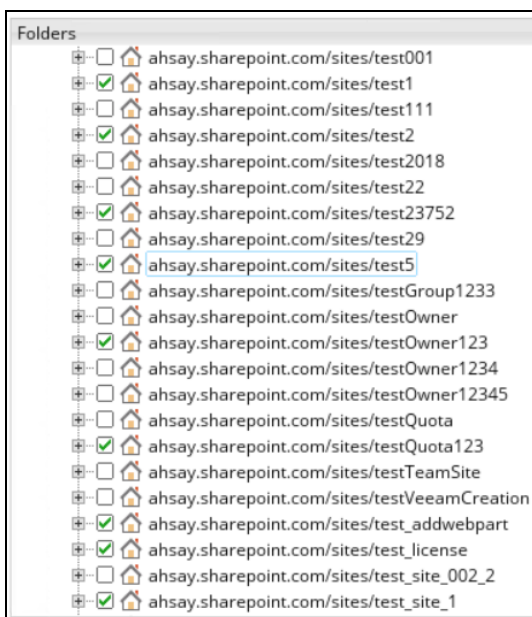 Folders
ahsay.sharepoint.com/sites/test001
ahsay.sharepoint.com/sites/test1
ahsay.sharepoint.com/sites/test111
ahsay.sharepoint.com/sites/test2
ahsay.sharepoint.com/sites/test2018
ahsay.sharepoint.com/sites/test22
ahsay.sharepoint.com/sites/test23752
ahsay.sharepoint.com/sites/test29
ahsay.sharepoint.com/sites/test5
ahsay.sharepoint.com/sites/testGroup1233
ahsay.sharepoint.com/sites/testOwner
ahsay.sharepoint.com/sites/testOwner123
ahsay.sharepoint.com/sites/testOwner1234
ahsay.sharepoint.com/sites/testOwner12345
ahsay.sharepoint.com/sites/testQuota
ahsay.sharepoint.com/sites/testQuota123
ahsay.sharepoint.com/sites/testTeamSite
ahsay.sharepoint.com/sites/testVeeamCreation
ahsay.sharepoint.com/sites/test_addwebpart
ahsay.sharepoint.com/sites/test_license
ahsay.sharepoint.com/sites/test_site_002_2
ahsay.sharepoint.com/sites/test_site_1